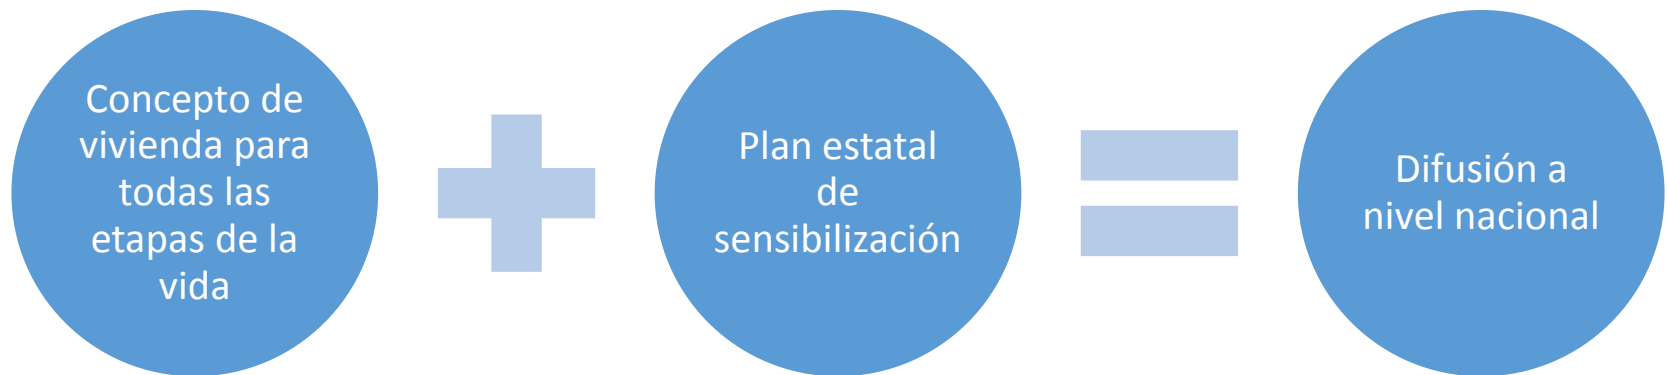 Concepto de
vivienda para
todas las
etapas de la
vida
Plan estatal
de
sensibilización
Difusión a
nivel nacional